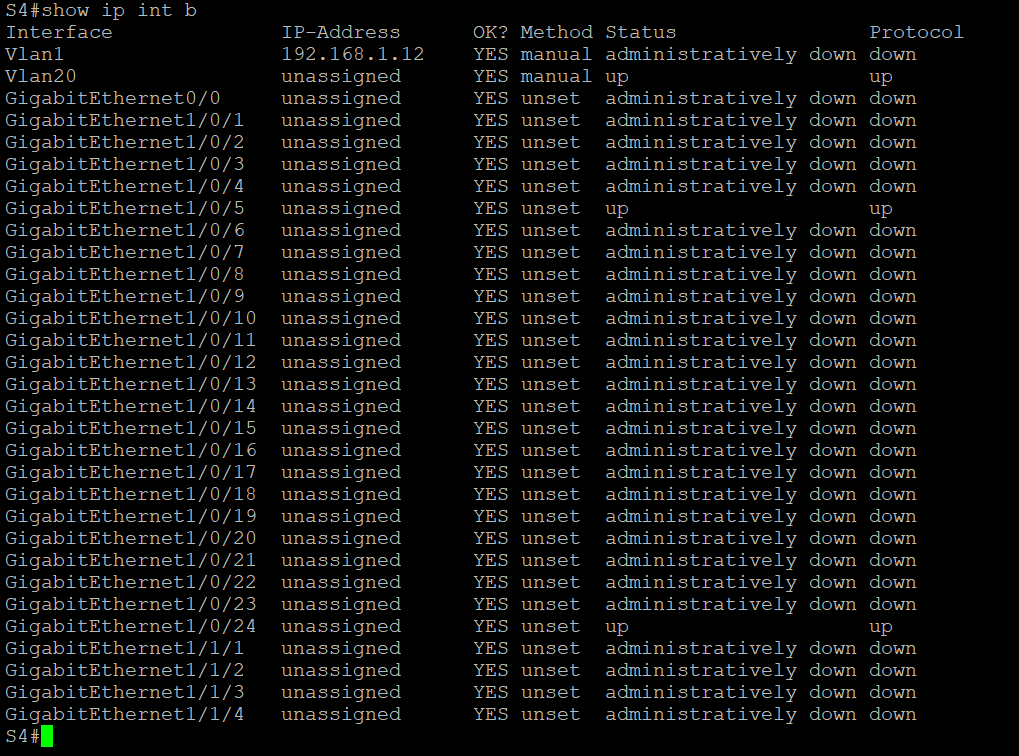 S4#show ip int b
Interface              IP-Address      OK? Method Status                Protocol
Vlan1                  192.168.1.12    YES manual administratively down down
Vlan20                 unassigned      YES manual up                    up
GigabitEthernet0/0     unassigned      YES unset  administratively down down
GigabitEthernet1/0/1   unassigned      YES unset  administratively down down
GigabitEthernet1/0/2   unassigned      YES unset  administratively down down
GigabitEthernet1/0/3   unassigned      YES unset  administratively down down
GigabitEthernet1/0/4   unassigned      YES unset  administratively down down
GigabitEthernet1/0/5   unassigned      YES unset  up                    up
GigabitEthernet1/0/6   unassigned      YES unset  administratively down down
GigabitEthernet1/0/7   unassigned      YES unset  administratively down down
GigabitEthernet1/0/8   unassigned      YES unset  administratively down down
GigabitEthernet1/0/9   unassigned      YES unset  administratively down down
GigabitEthernet1/0/10  unassigned      YES unset  administratively down down
GigabitEthernet1/0/11  unassigned      YES unset  administratively down down
GigabitEthernet1/0/12  unassigned      YES unset  administratively down down
GigabitEthernet1/0/13  unassigned      YES unset  administratively down down
GigabitEthernet1/0/14  unassigned      YES unset  administratively down down
GigabitEthernet1/0/15  unassigned      YES unset  administratively down down
GigabitEthernet1/0/16  unassigned      YES unset  administratively down down
GigabitEthernet1/0/17  unassigned      YES unset  administratively down down
GigabitEthernet1/0/18  unassigned      YES unset  administratively down down
GigabitEthernet1/0/19  unassigned      YES unset  administratively down down
GigabitEthernet1/0/20  unassigned      YES unset  administratively down down
GigabitEthernet1/0/21  unassigned      YES unset  administratively down down
GigabitEthernet1/0/22  unassigned      YES unset  administratively down down
GigabitEthernet1/0/23  unassigned      YES unset  administratively down down
GigabitEthernet1/0/24  unassigned      YES unset  up                    up
GigabitEthernet1/1/1   unassigned      YES unset  administratively down down
GigabitEthernet1/1/2   unassigned      YES unset  administratively down down
GigabitEthernet1/1/3   unassigned      YES unset  administratively down down
GigabitEthernet1/1/4   unassigned      YES unset  administratively down down
S4#